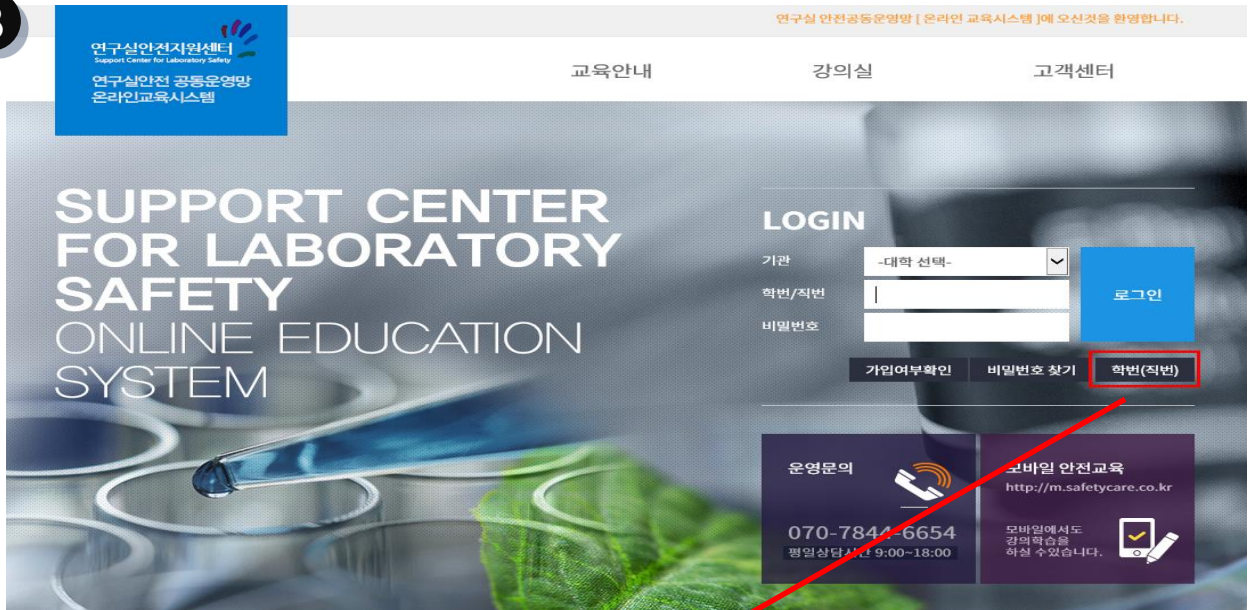 3
연구실 안전공동운영망 [ 온라인 교육시스템 ]에 오신것을 환영합니다.
연구실안전지원센터
Support Center for Laboratory Safety
연구실안전 공동운영망
온라인교육시스템
교육안내 강의실 고객센터
SUPPORT CENTER
FOR LABORATORY
SAFETY
ONLINE EDUCATION
SYSTEM
LOGIN
기관 -대학 선택-
학번/직번
로그인
비밀번호
가입여부확인 비밀번호 찾기 학번(직번)
운영문의
070-7844-6654
평일상담시간 9:00~18:00
모바일 안전교육
http://m.safetycare.co.kr
모바일에서도
강의학습을
하실 수있습니다.